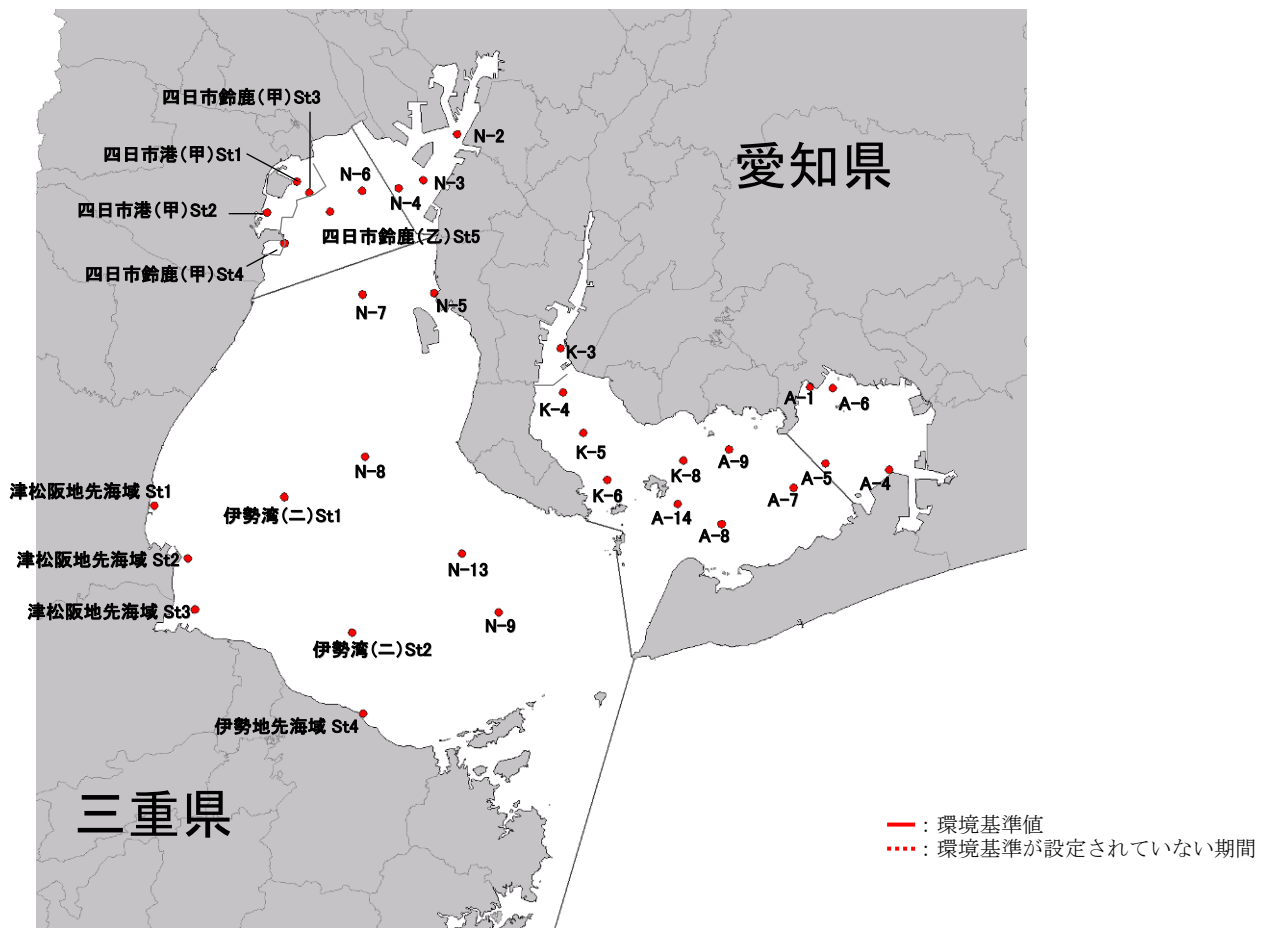 四日市鈴鹿(甲)St3
N-2
四日市港(甲)St1
愛知県
N-6
N-3
N-4
四日市港(甲)St2
四日市鈴鹿(乙)St5
四日市鈴鹿(甲)St4
N-7
N-5
K-3
K-4
A-1
A-6
K-5
N-8
K-8
A-9
A-5
A-4
K-6
A-7
津松阪地先海域 St1
伊勢湾(二)St1
A-14
A-8
津松阪地先海域 St2
N-13
津松阪地先海域 St3
N-9
伊勢湾(二)St2
伊勢地先海域 St4
三重県
：環境基準値
：環境基準が設定されていない期間